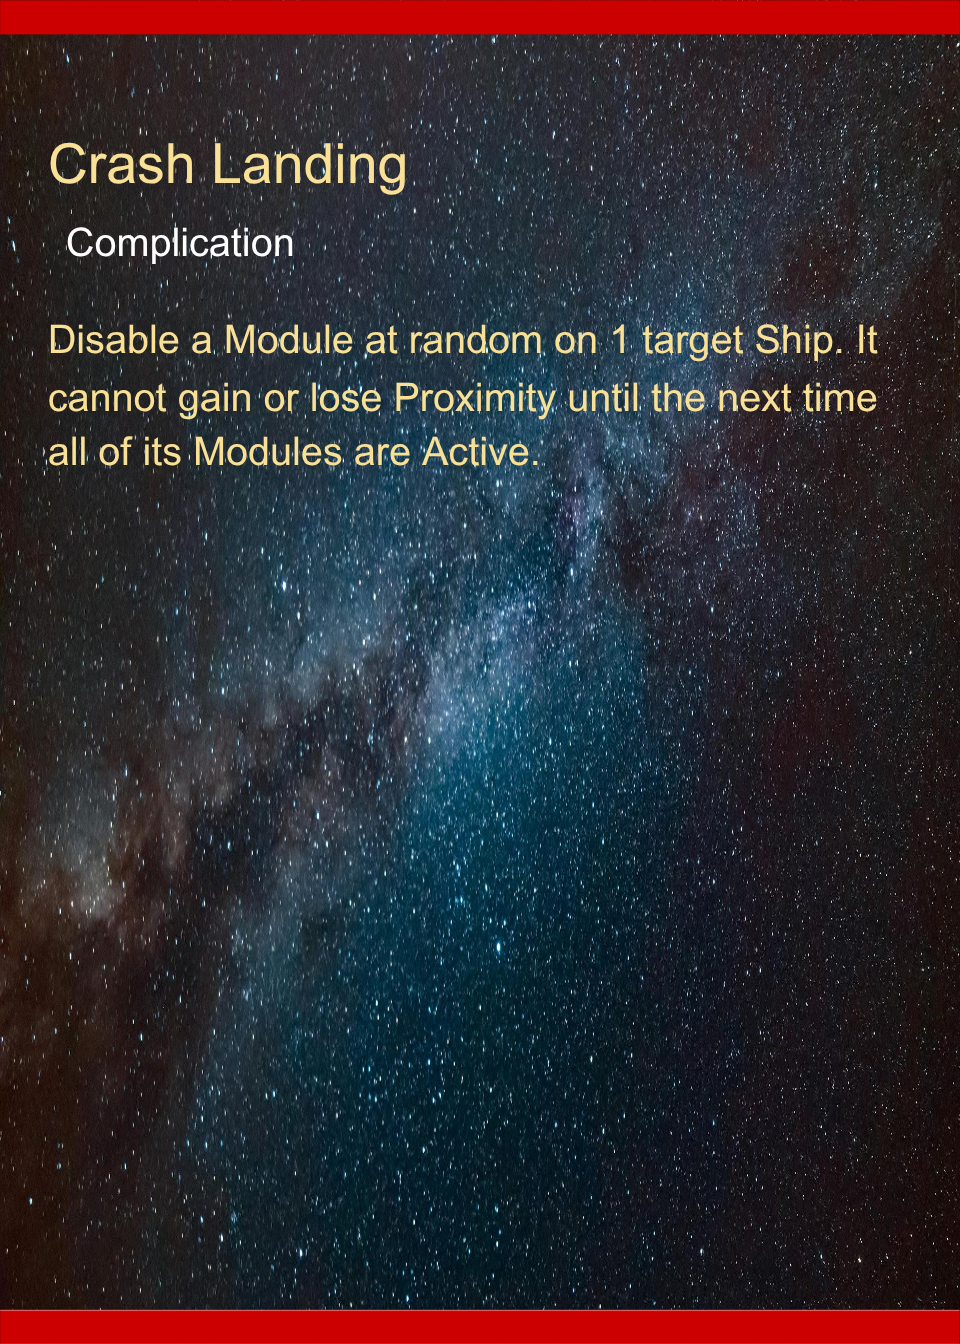 Crash Landing
Complication
Disable a Module at random on 1 target Ship. It
cannot gain or lose Proximity until the next time
all of its Modules are Active.